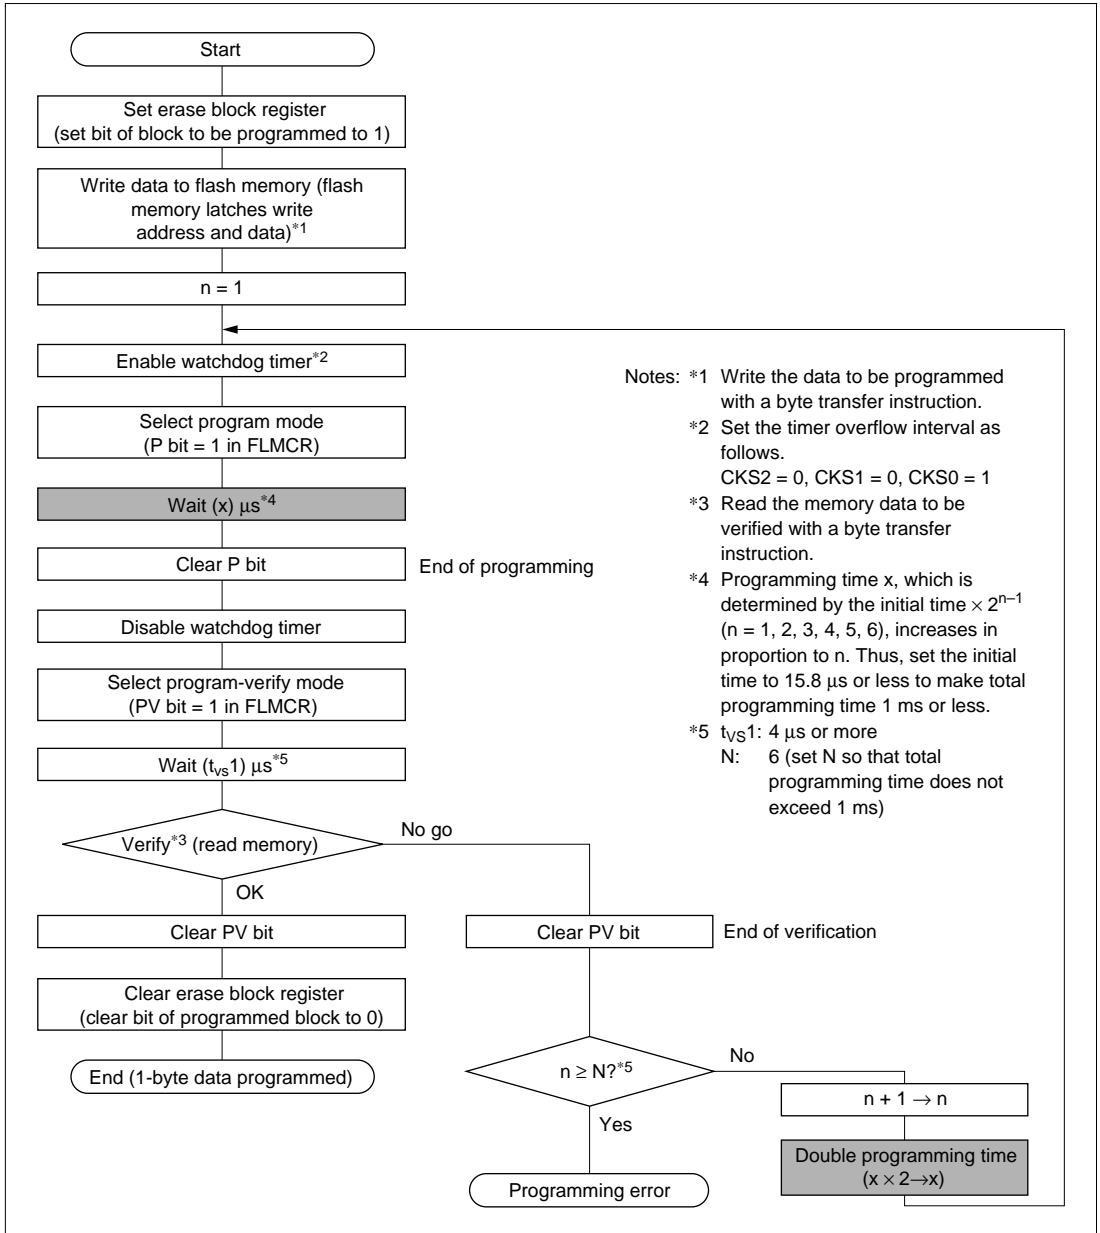 Start
Set erase block register
(set bit of block to be programmed to 1)
Write data to flash memory (flash
memory latches write
address and data)*1
n = 1
Enable watchdog timer*2
Select program mode
(P bit = 1 in FLMCR)
Wait (x) μs*4
Clear P bit
End of programming
Disable watchdog timer
Select program-verify mode
(PV bit = 1 in FLMCR)
Wait (tvs1) μs*5
Verify*3 (read memory)
No go
OK
Clear PV bit
Clear erase block register
(clear bit of programmed block to 0)
End (1-byte data programmed)
Clear PV bit
End of verification
n ≥ N?*5
No
Yes
Programming error
n + 1 → n
Double programming time
(x × 2→x)
Notes: *1 Write the data to be programmed
with a byte transfer instruction.
*2 Set the timer overflow interval as
follows.
CKS2 = 0, CKS1 = 0, CKS0 = 1
*3 Read the memory data to be
verified with a byte transfer
instruction.
*4 Programming time x, which is
determined by the initial time × 2n–1
(n = 1, 2, 3, 4, 5, 6), increases in
proportion to n. Thus, set the initial
time to 15.8 μs or less to make total
programming time 1 ms or less.
*5 tVS1: 4 μs or more
N: 6 (set N so that total
programming time does not
exceed 1 ms)